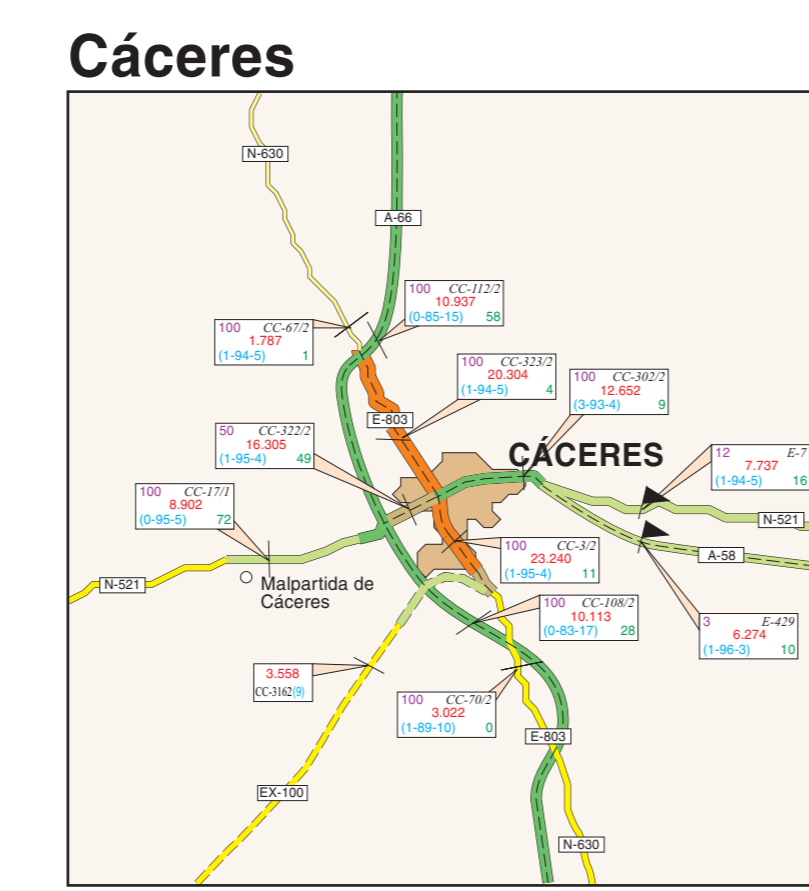 Cáceres
N-630
A-66
100 CC-112/2
10.937
(0-85-15) 58
100 CC-67/2
1.787
(1-94-5) 1
100 CC-323/2
20.304
(1-94-5) 4
100 CC-302/2
12.652
(3-93-4) 9
E-803
50 CC-322/2
16.305
(1-95-4) 49
CÁCERES
12 E-7
7.737
(1-94-5) 16
100 CC-17/1
8.902
(0-95-5) 72
N-521
A-58
100 CC-3/2
23.240
(1-95-4) 11
N-521
Malpartida de
Cáceres
100 CC-108/2
10.113
(0-83-17) 28
3 E-429
6.274
(1-96-3) 10
3.558
CC-3162(9)
100 CC-70/2
3.022
(1-89-10) 0
E-803
EX-100
N-630